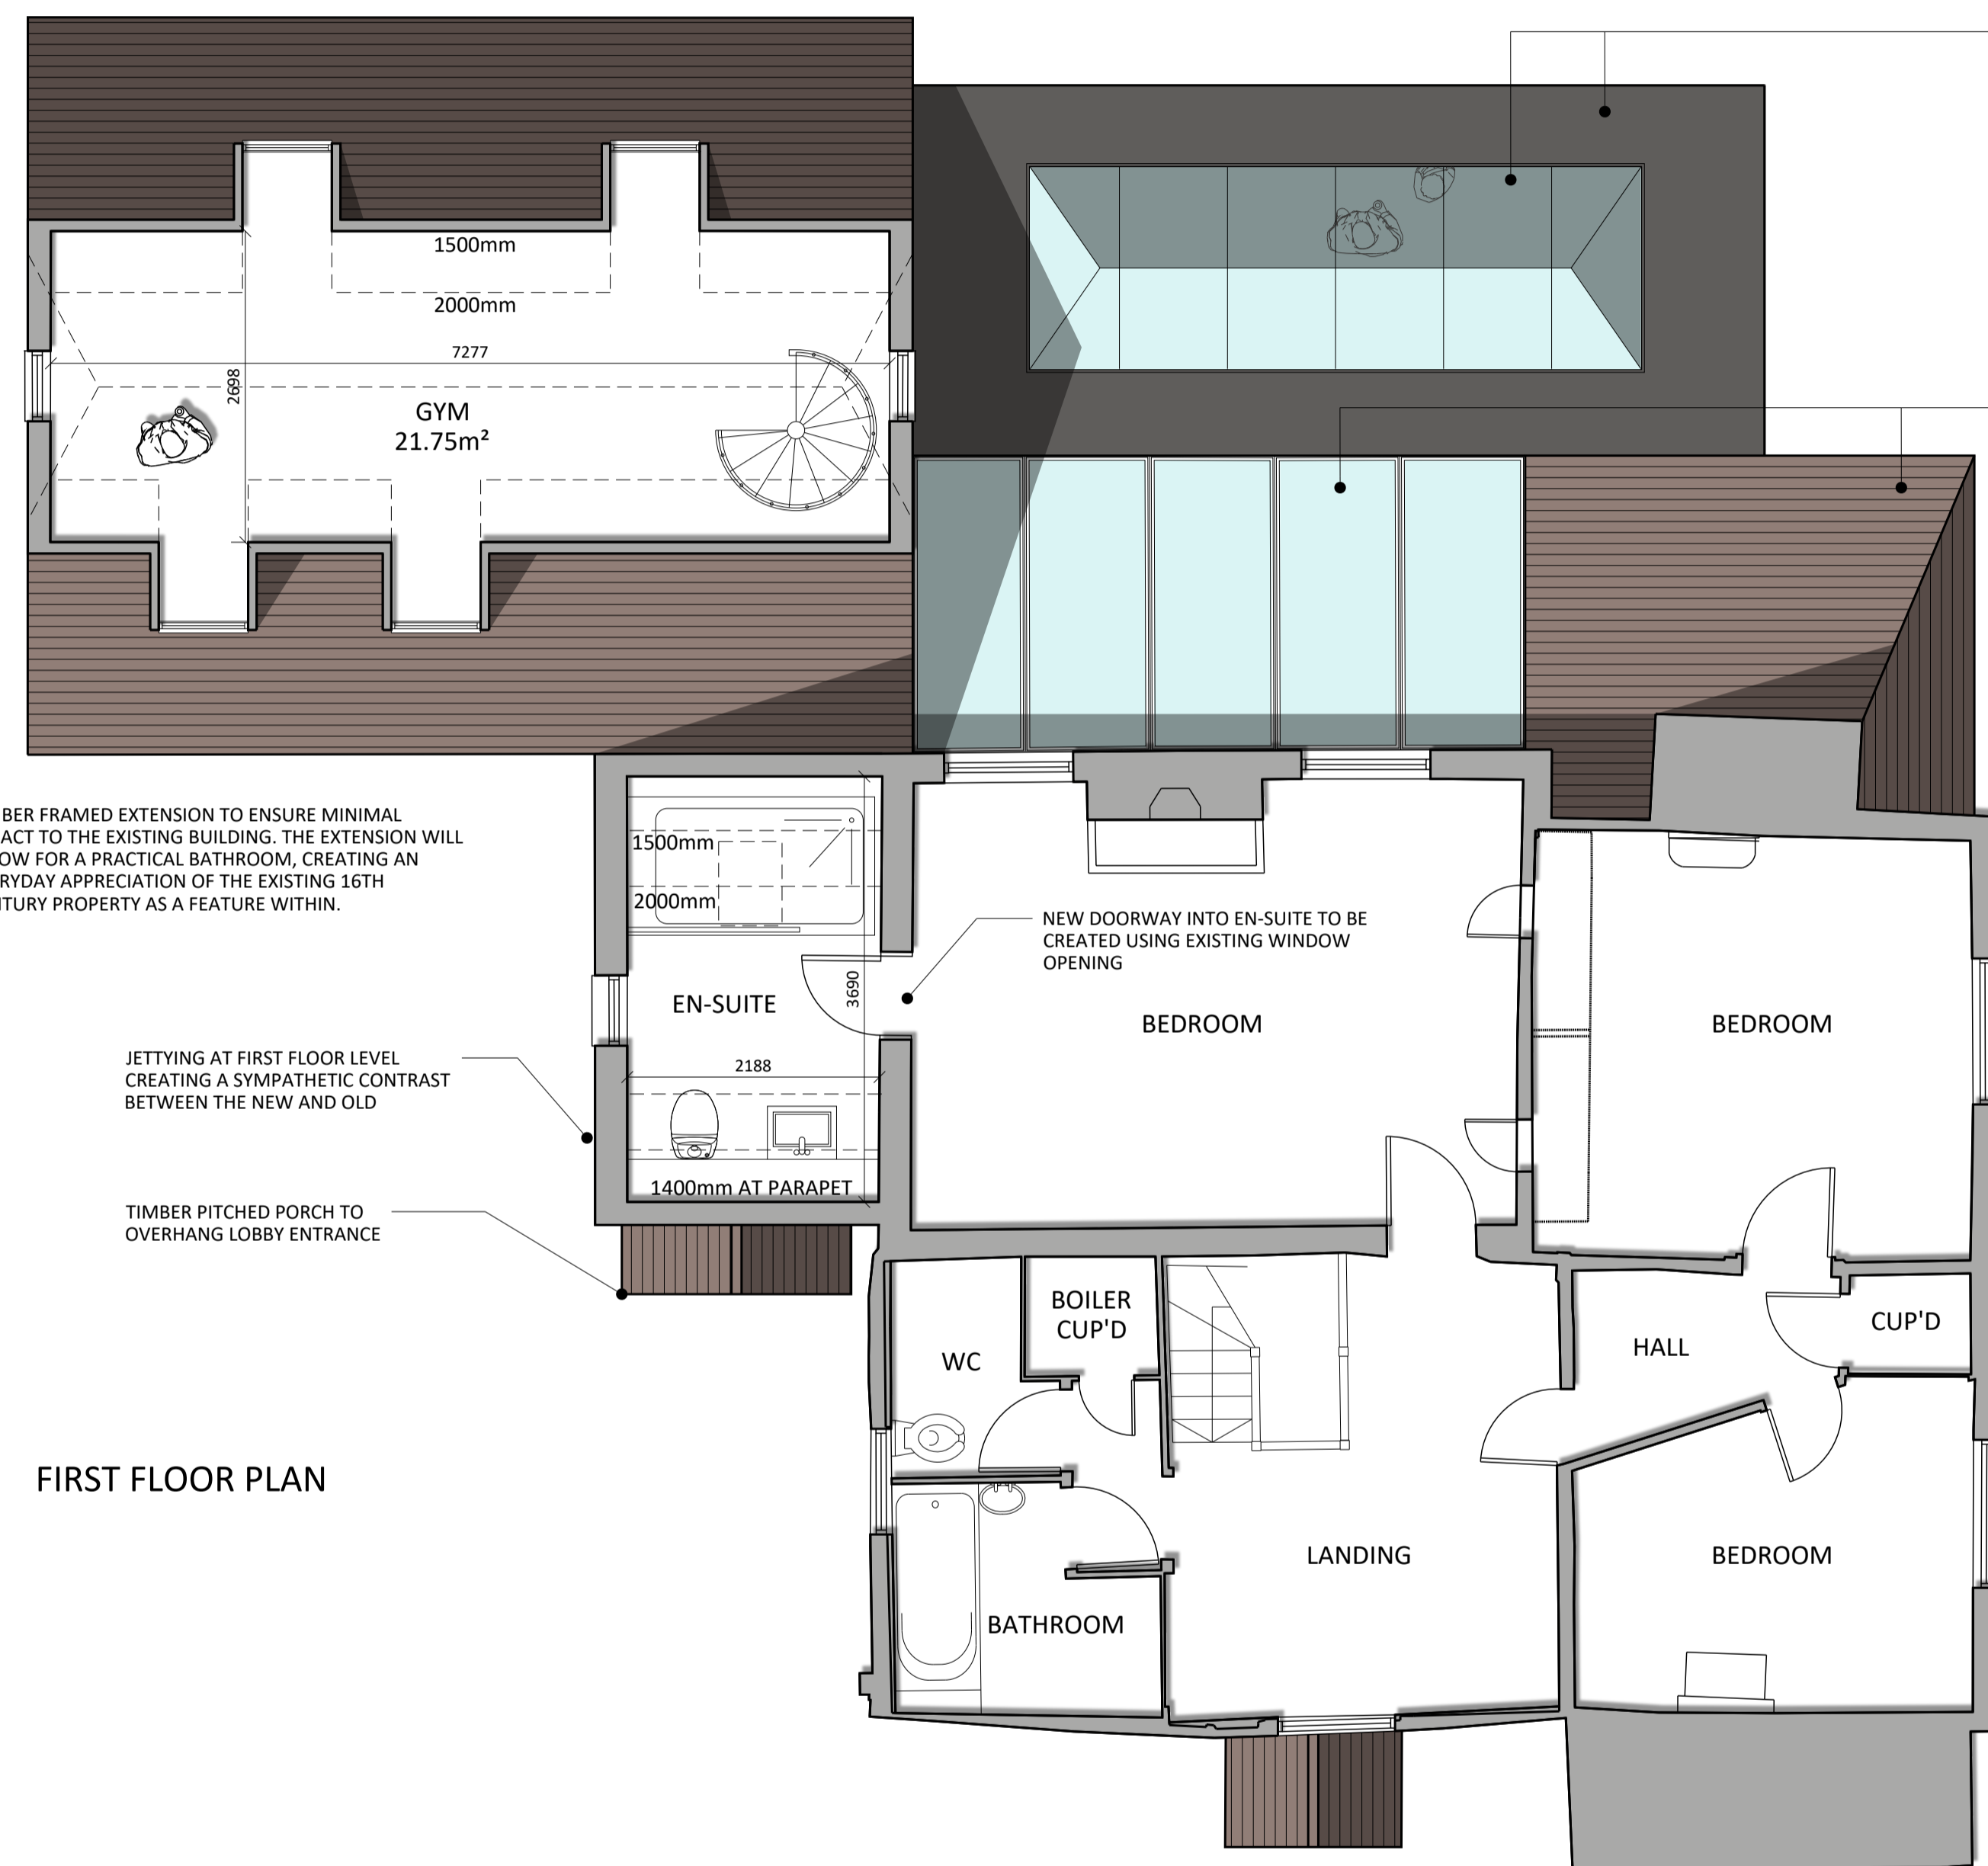 1500mm
2000mm
7277
2698
GYM
21.75m²
BER FRAMED EXTENSION TO ENSURE MINIMAL
ACT TO THE EXISTING BUILDING. THE EXTENSION WILL
OW FOR A PRACTICAL BATHROOM, CREATING AN
RYDAY APPRECIATION OF THE EXISTING 16TH
TURY PROPERTY AS A FEATURE WITHIN.
1500mm
2000mm
NEW DOORWAY INTO EN-SUITE TO BE
CREATED USING EXISTING WINDOW
OPENING
EN-SUITE
3690
BEDROOM
BEDROOM
JETTYING AT FIRST FLOOR LEVEL
CREATING A SYMPATHETIC CONTRAST
BETWEEN THE NEW AND OLD
2188
1400mm AT PARAPET
TIMBER PITCHED PORCH TO
OVERHANG LOBBY ENTRANCE
BOILER
CUP'D
WC
HALL
CUP'D
FIRST FLOOR PLAN
LANDING
BEDROOM
BATHROOM